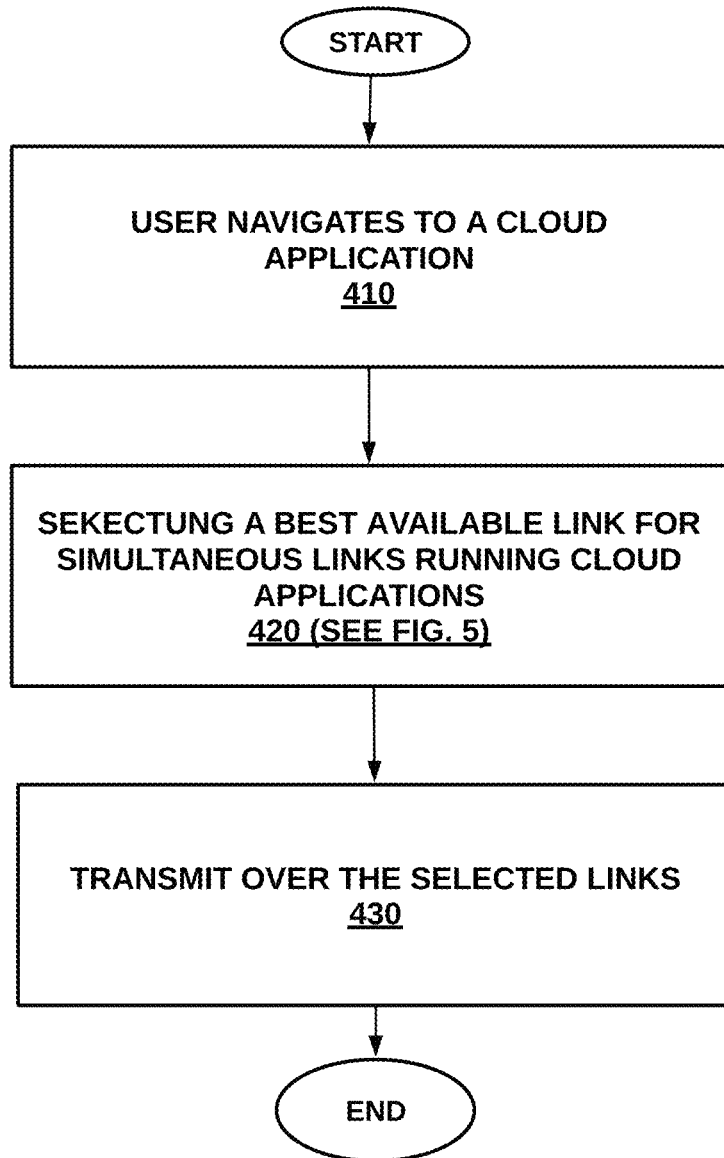 START
USER NAVIGATES TO A CLOUD
APPLICATION
410
SEKECTUNG A BEST AVAILABLE LINK FOR
SIMULTANEOUS LINKS RUNNING CLOUD
APPLICATIONS
420 (SEE FIG. 5)
TRANSMIT OVER THE SELECTED LINKS
430
END